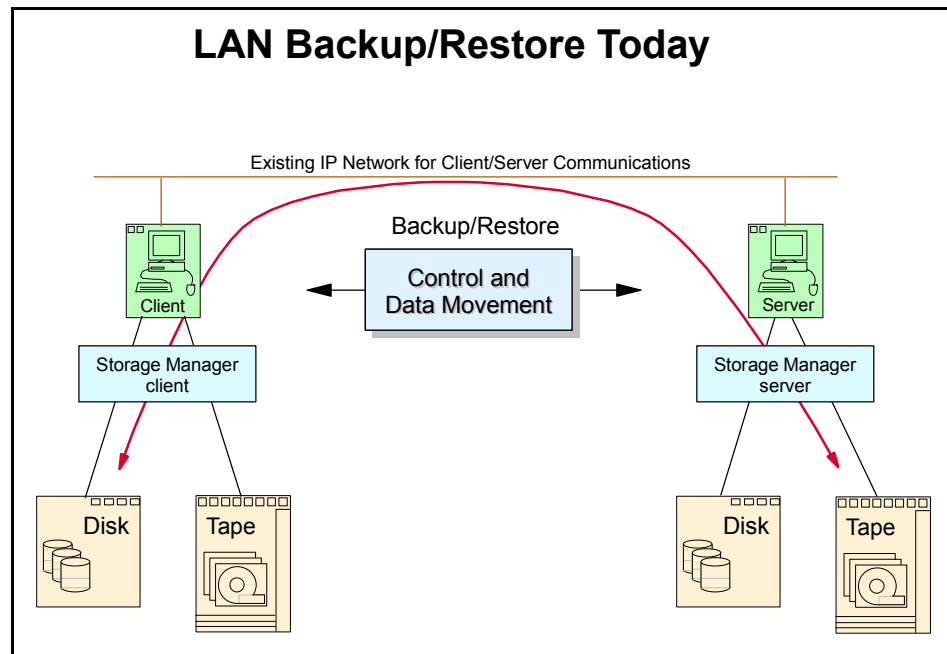 LAN Backup/Restore Today
Existing IP Network for Client/Server Communications
Backup/Restore
Control and
Data Movement
Client
Server
Storage Manager
client
Storage Manager
server
Disk
Tape
Disk
Tape